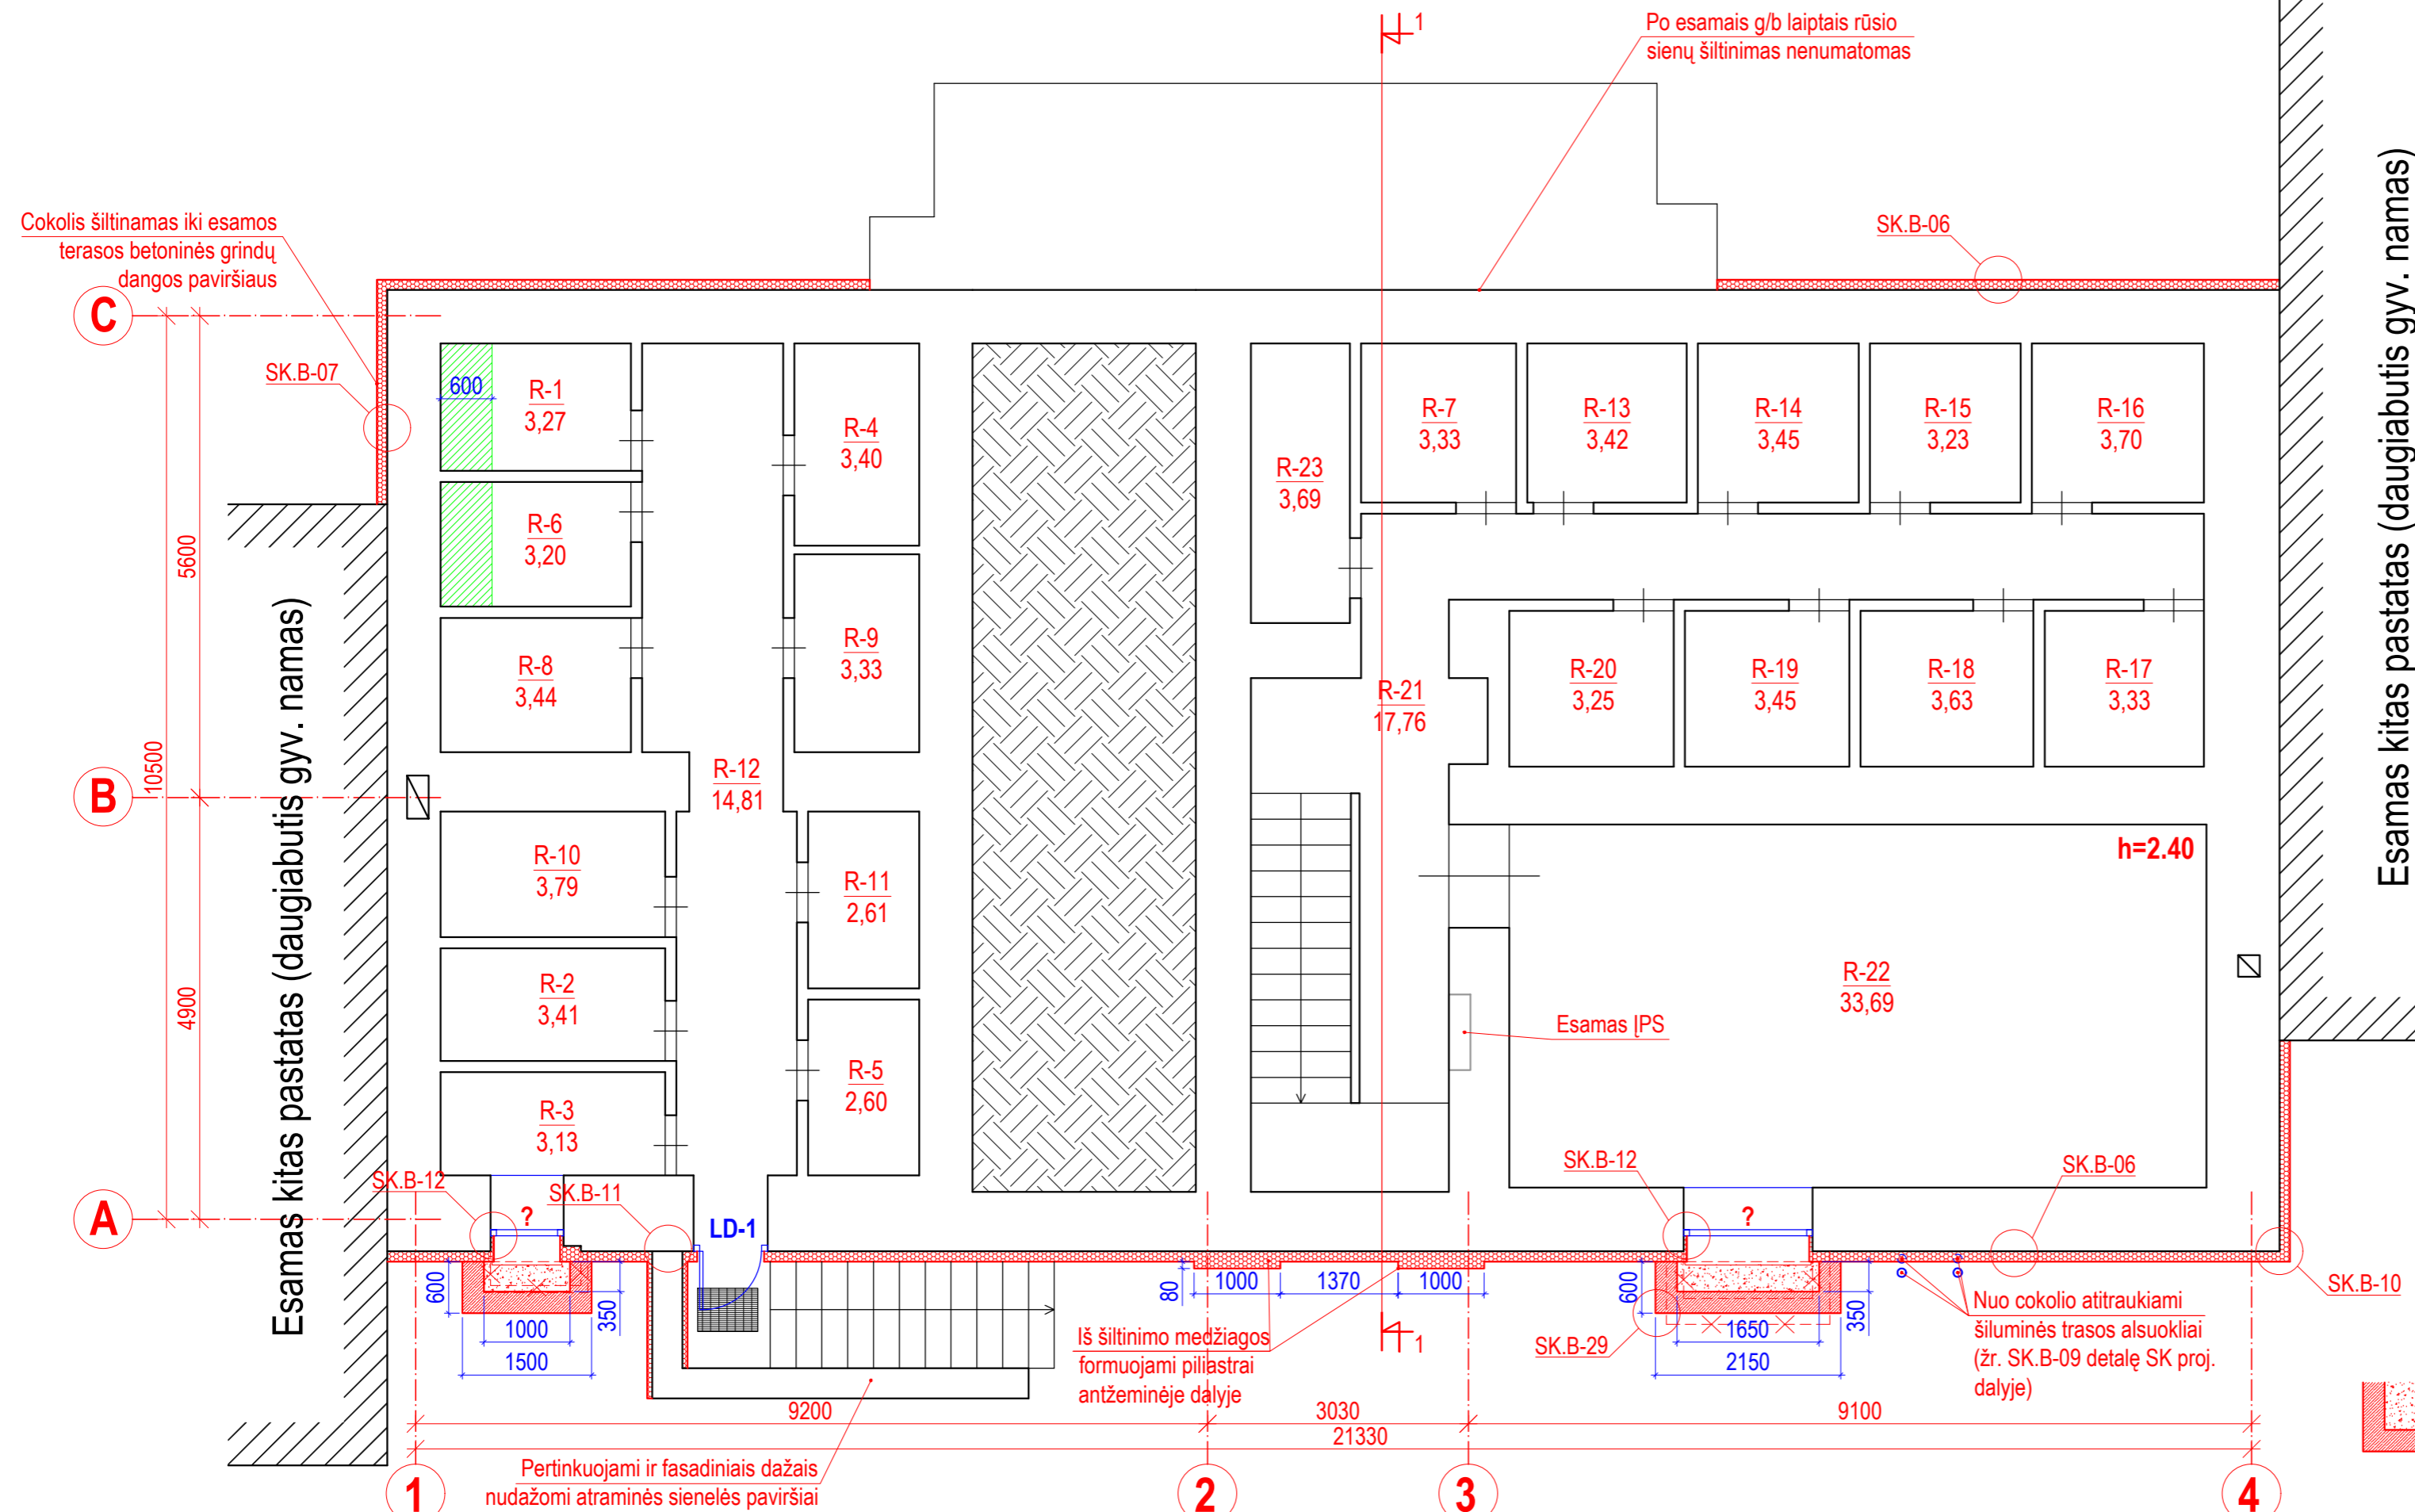 1
Po esamais g/b laiptais rūsio
sienų šiltinimas nenumatomas
Cokolis šiltinamas iki esamos
terasos betoninės grindų
dangos paviršiaus
SK.B-06
C
SK.B-07
600
R-1
3,27
R-4
3,40
R-23
3,69
R-7
3,33
R-13
3,42
R-14
3,45
R-15
3,23
R-16
3,70
R-6
3,20
5600
10500
R-8
3,44
R-9
3,33
R-21
17,76
R-20
3,25
R-19
3,45
R-18
3,63
R-17
3,33
Esamas kitas pastatas (daugiabutis gyv. namas)
Esamas kitas pastatas (daugiabutis gyv. namas)
B
R-12
14,81
h=2.40
R-10
3,79
R-11
2,61
R-2
3,41
R-22
33,69
4900
Esamas ĮPS
R-5
2,60
R-3
3,13
SK.B-12
SK.B-11
SK.B-12
SK.B-06
A
?
LD-1
?
600
350
1000
1500
80
1000
1370
1000
600
350
1650
2150
SK.B-10
SK.B-29
1
Iš šiltinimo medžiagos
formuojami piliastrai
antžeminėje dalyje
Nuo cokolio atitraukiami
šiluminės trasos alsuokliai
(žr. SK.B-09 detalę SK proj.
dalyje)
9200
3030
9100
21330
Pertinkuojami ir fasadiniais dažais
nudažomi atraminės sienelės paviršiai
1
2
3
4